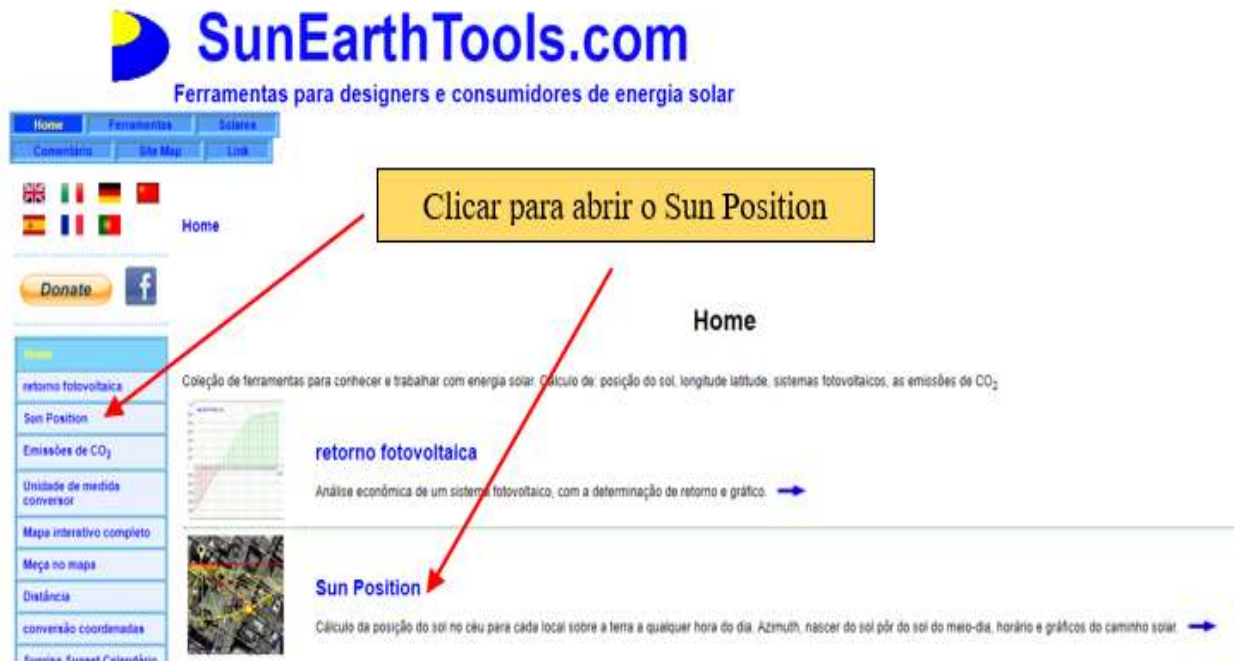 SunEarthTools.com
Ferramentas para designers e consumidores de energia solar
Home Ferramentas Solares
Comentário Site Map Link
Clicar para abrir o Sun Position
Home
Donate
f
Home
Home
retorno fotovoltaica
Sun Position
Emissões de CO₂
Unidade de medida
conversor
Mapa interativo completo
Meça no mapa
Distância
conversão coordenadas
Sunrise Sunset Calendário
Coleção de ferramentas para conhecer e trabalhar com energia solar. Cálculo de: posição do sol, longitude latitude, sistemas fotovoltaicos, as emissões de CO₂
retorno fotovoltaica
Análise econômica de um sistema fotovoltaico, com a determinação de retorno e gráfico.
Sun Position
Cálculo da posição do sol no céu para cada local sobre a terra a qualquer hora do dia. Azimuth, nascer do sol pôr do sol do meio-dia, horário e gráficos do caminho solar.